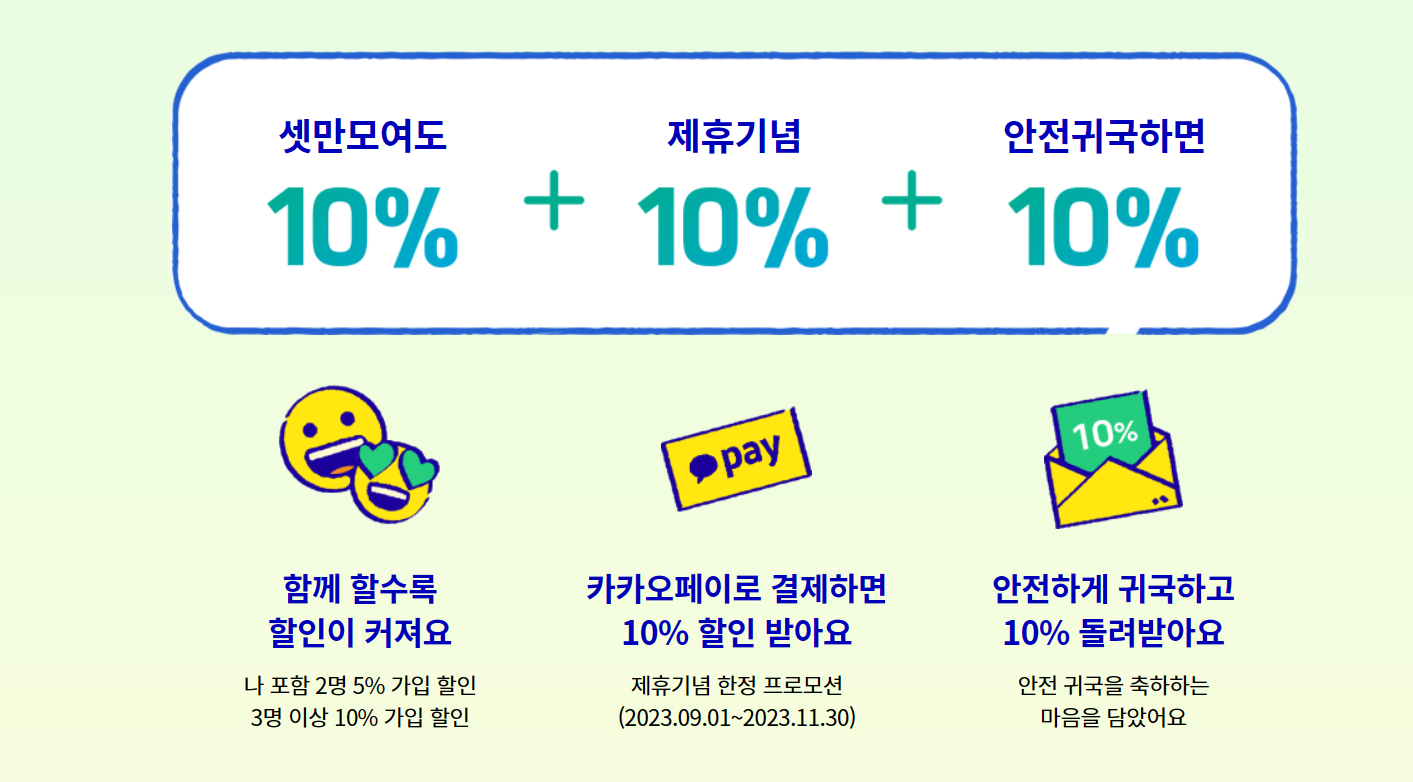 셋만모여도
10%
+
제휴기념
10%
+
안전귀국하면
10%
pay
10%
함께 할수록
할인이 커져요
나 포함 2명 5% 가입 할인
3명 이상 10% 가입 할인
카카오페이로 결제하면
10% 할인 받아요
제휴기념 한정 프로모션
(2023.09.01~2023.11.30)
안전하게 귀국하고
10% 돌려받아요
안전 귀국을 축하하는
마음을 담았어요